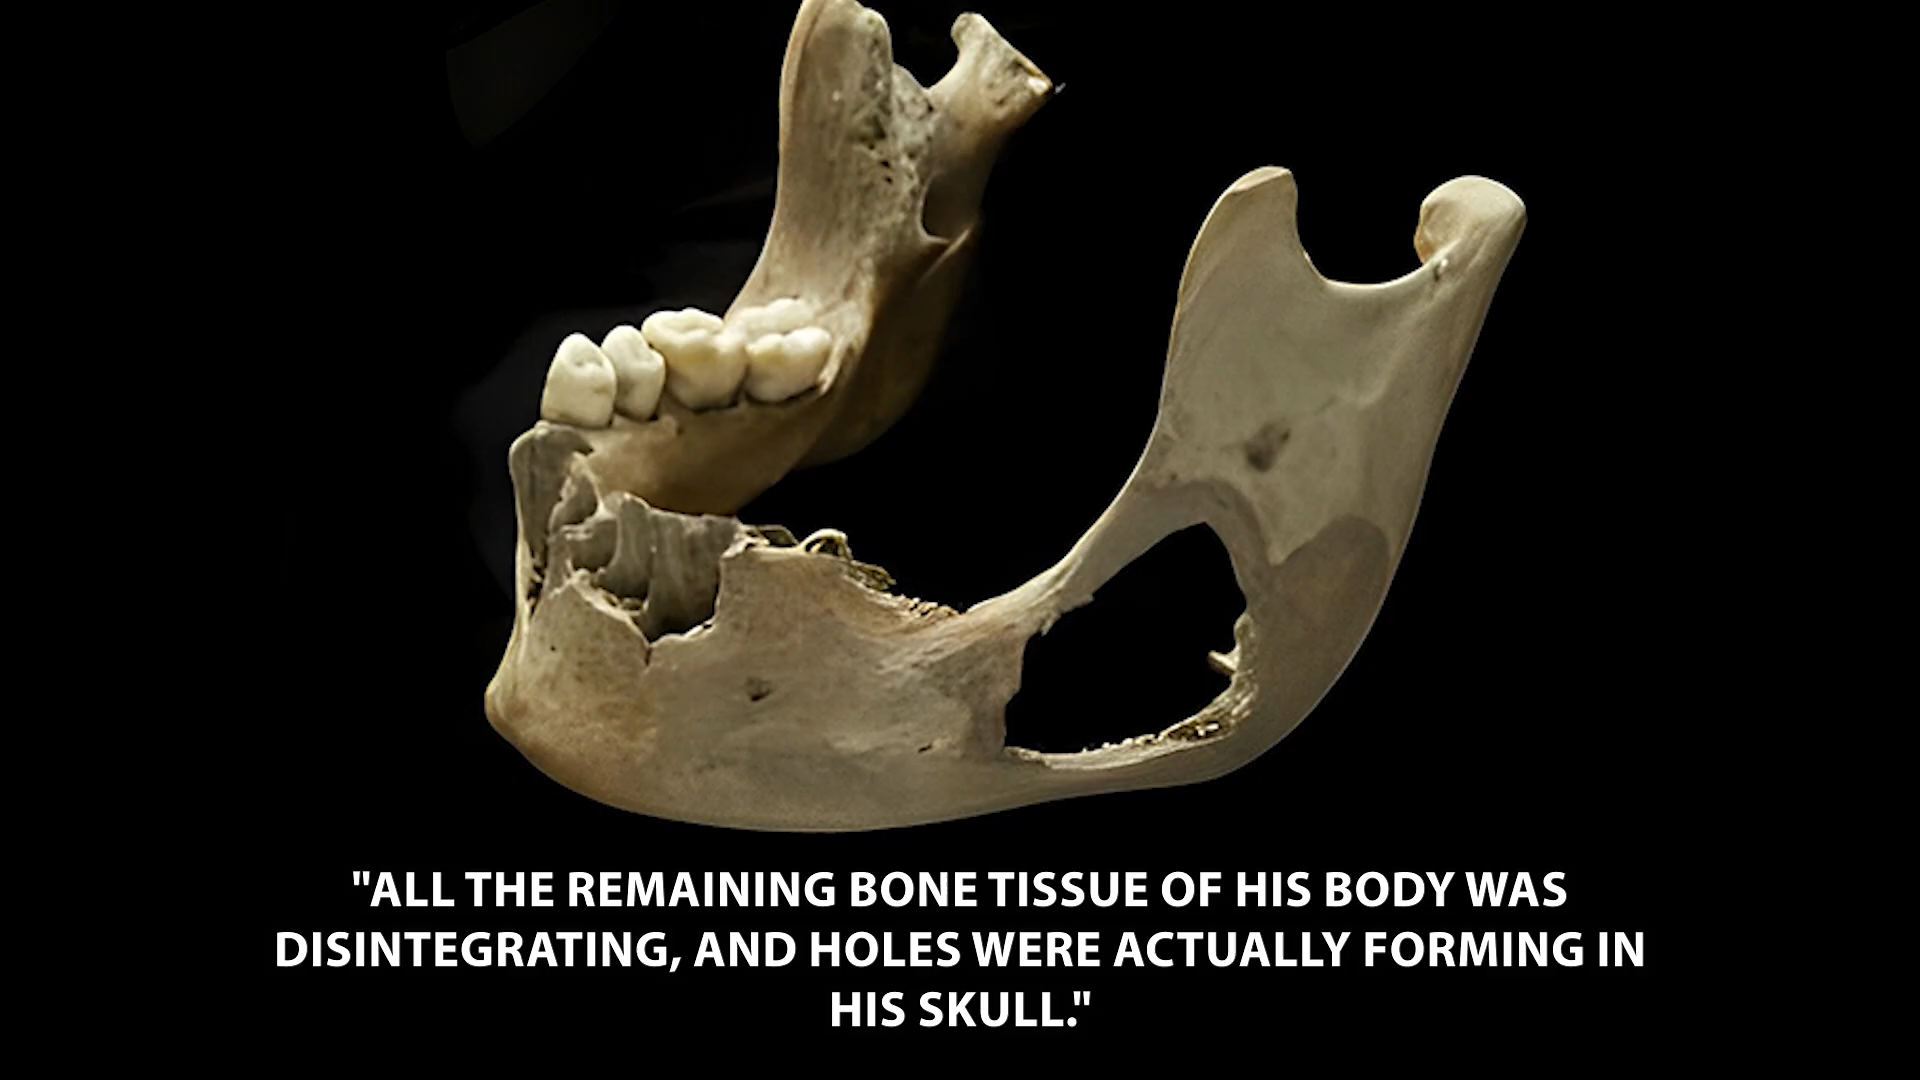 "ALL THE REMAINING BONE TISSUE OF HIS BODY WAS
DISINTEGRATING, AND HOLES WERE ACTUALLY FORMING IN
HIS SKULL."